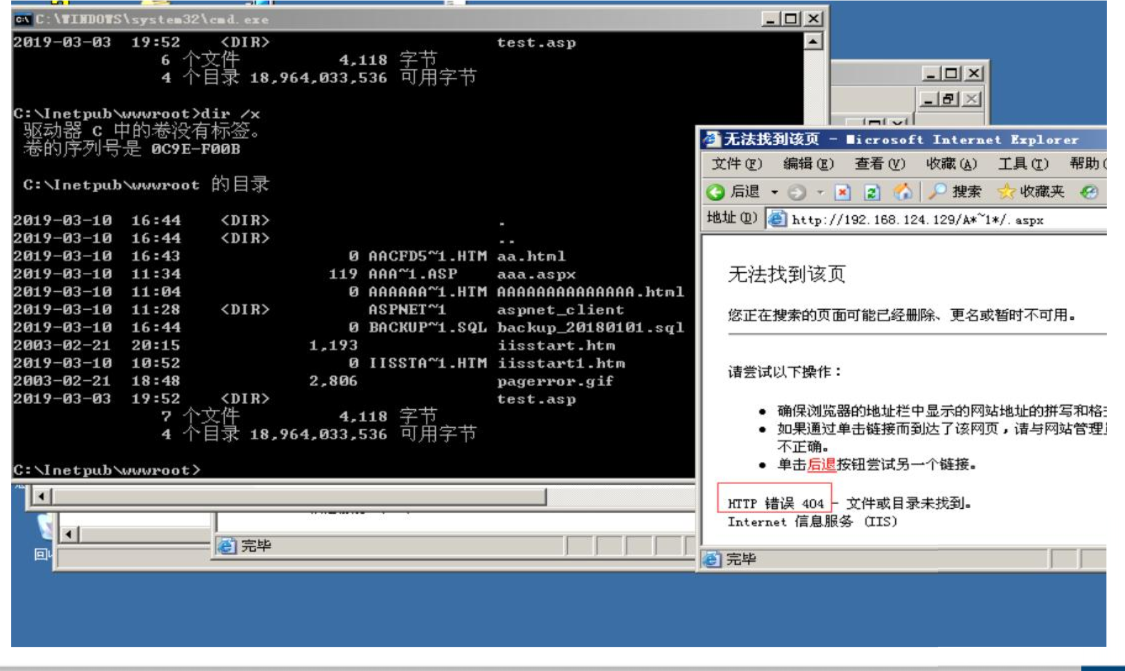 C:\WINDOWS\system32\cmd.exe
2019-03-03 19:52 <DIR> test.asp
6 个文件 4,118 字节
4 个目录 18,964,033,536 可用字节
C:\Inetpub\wwwroot>dir /x
驱动器 C 中的卷没有标签。
卷的序列号是 0C9E-F00B
C:\Inetpub\wwwroot 的目录
2019-03-10 16:44 <DIR> .
2019-03-10 16:44 <DIR> ..
2019-03-10 16:43 0 AACFD5~1.HTM aa.html
2019-03-10 11:34 119 AAA~1.ASP aaa.aspx
2019-03-10 11:04 0 AAAAAA~1.HTM AAAAAAAAAAAAAA.html
2019-03-10 11:28 <DIR> ASPNET~1 aspnet_client
2019-03-10 16:44 0 BACKUP~1.SQL backup_20180101.sql
2003-02-21 20:15 1,193 iisstart.htm
2019-03-10 10:52 0 IISSTA~1.HTM iisstart1.htm
2003-02-21 18:48 2,806 pagerror.gif
2019-03-03 19:52 <DIR> test.asp
7 个文件 4,118 字节
4 个目录 18,964,033,536 可用字节
C:\Inetpub\wwwroot>
无法找到该页 - Microsoft Internet Explorer
文件(F) 编辑(E) 查看(V) 收藏(A) 工具(T) 帮助(
后退 搜索 收藏夹
地址(D) http://192.168.124.129/A*~1*/.aspx
无法找到该页
您正在搜索的页面可能已经删除、更名或暂时不可用。
请尝试以下操作：
确保浏览器的地址栏中显示的网站地址的拼写和格
如果通过单击链接而到达了该网页，请与网站管理
不正确。
单击后退按钮尝试另一个链接。
HTTP 错误 404 - 文件或目录未找到。
Internet 信息服务 (IIS)
完毕
完毕
回